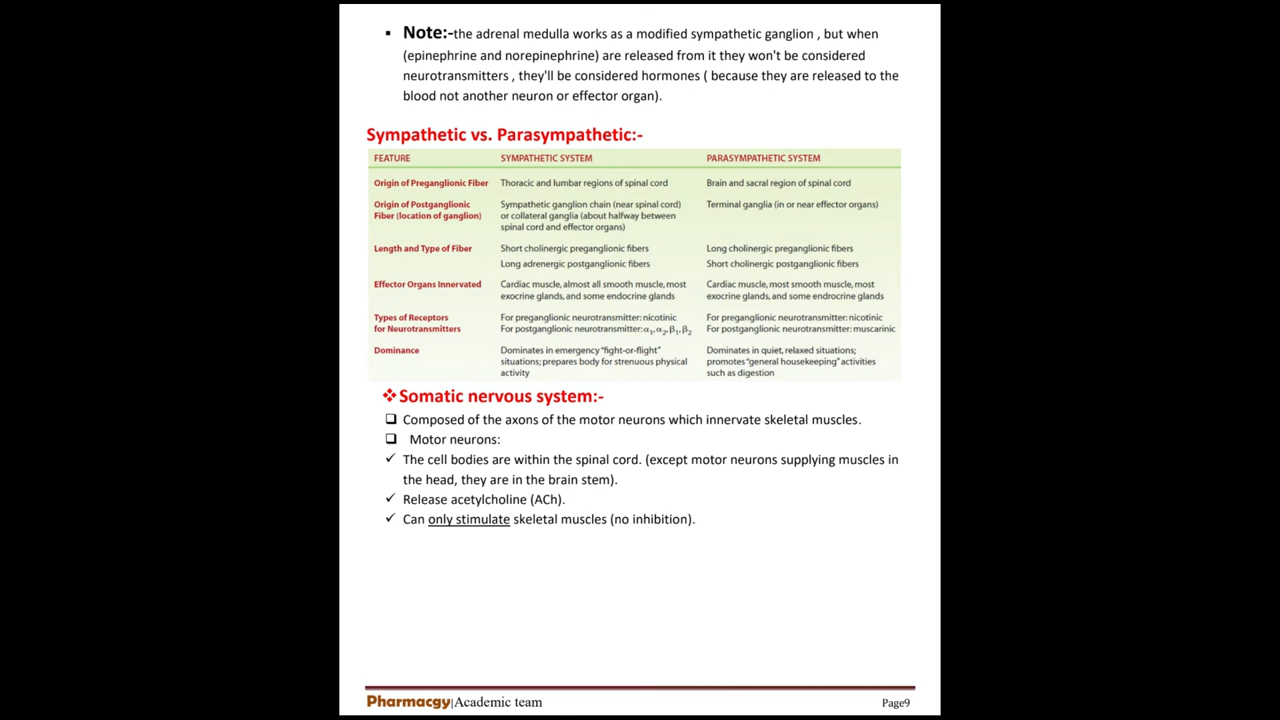 ▪ Note:-the adrenal medulla works as a modified sympathetic ganglion , but when
(epinephrine and norepinephrine) are released from it they won't be considered
neurotransmitters , they'll be considered hormones ( because they are released to the
blood not another neuron or effector organ).
Sympathetic vs. Parasympathetic:-
FEATURE SYMPATHETIC SYSTEM PARASYMPATHETIC SYSTEM
Origin of Preganglionic Fiber Thoracic and lumbar regions of spinal cord Brain and sacral region of spinal cord
Origin of Postganglionic Sympathetic ganglion chain (near spinal cord) Terminal ganglia (in or near effector organs)
Fiber (location of ganglion) or collateral ganglia (about halfway between
spinal cord and effector organs)
Length and Type of Fiber Short cholinergic preganglionic fibers Long cholinergic preganglionic fibers
Long adrenergic postganglionic fibers Short cholinergic postganglionic fibers
Effector Organs Innervated Cardiac muscle, almost all smooth muscle, most Cardiac muscle, most smooth muscle, most
exocrine glands, and some endocrine glands exocrine glands, and some endrocrine glands
Types of Receptors For preganglionic neurotransmitter: nicotinic For preganglionic neurotransmitter: nicotinic
for Neurotransmitters For postganglionic neurotransmitter: α₁, α₂, β₁, β₂ For postganglionic neurotransmitter: muscarinic
Dominance Dominates in emergency "fight-or-flight" Dominates in quiet, relaxed situations;
situations; prepares body for strenuous physical promotes "general housekeeping" activities
activity such as digestion
❖Somatic nervous system:-
❑ Composed of the axons of the motor neurons which innervate skeletal muscles.
❑ Motor neurons:
✓ The cell bodies are within the spinal cord. (except motor neurons supplying muscles in
the head, they are in the brain stem).
✓ Release acetylcholine (ACh).
✓ Can only stimulate skeletal muscles (no inhibition).
Pharmacgy|Academic team Page9